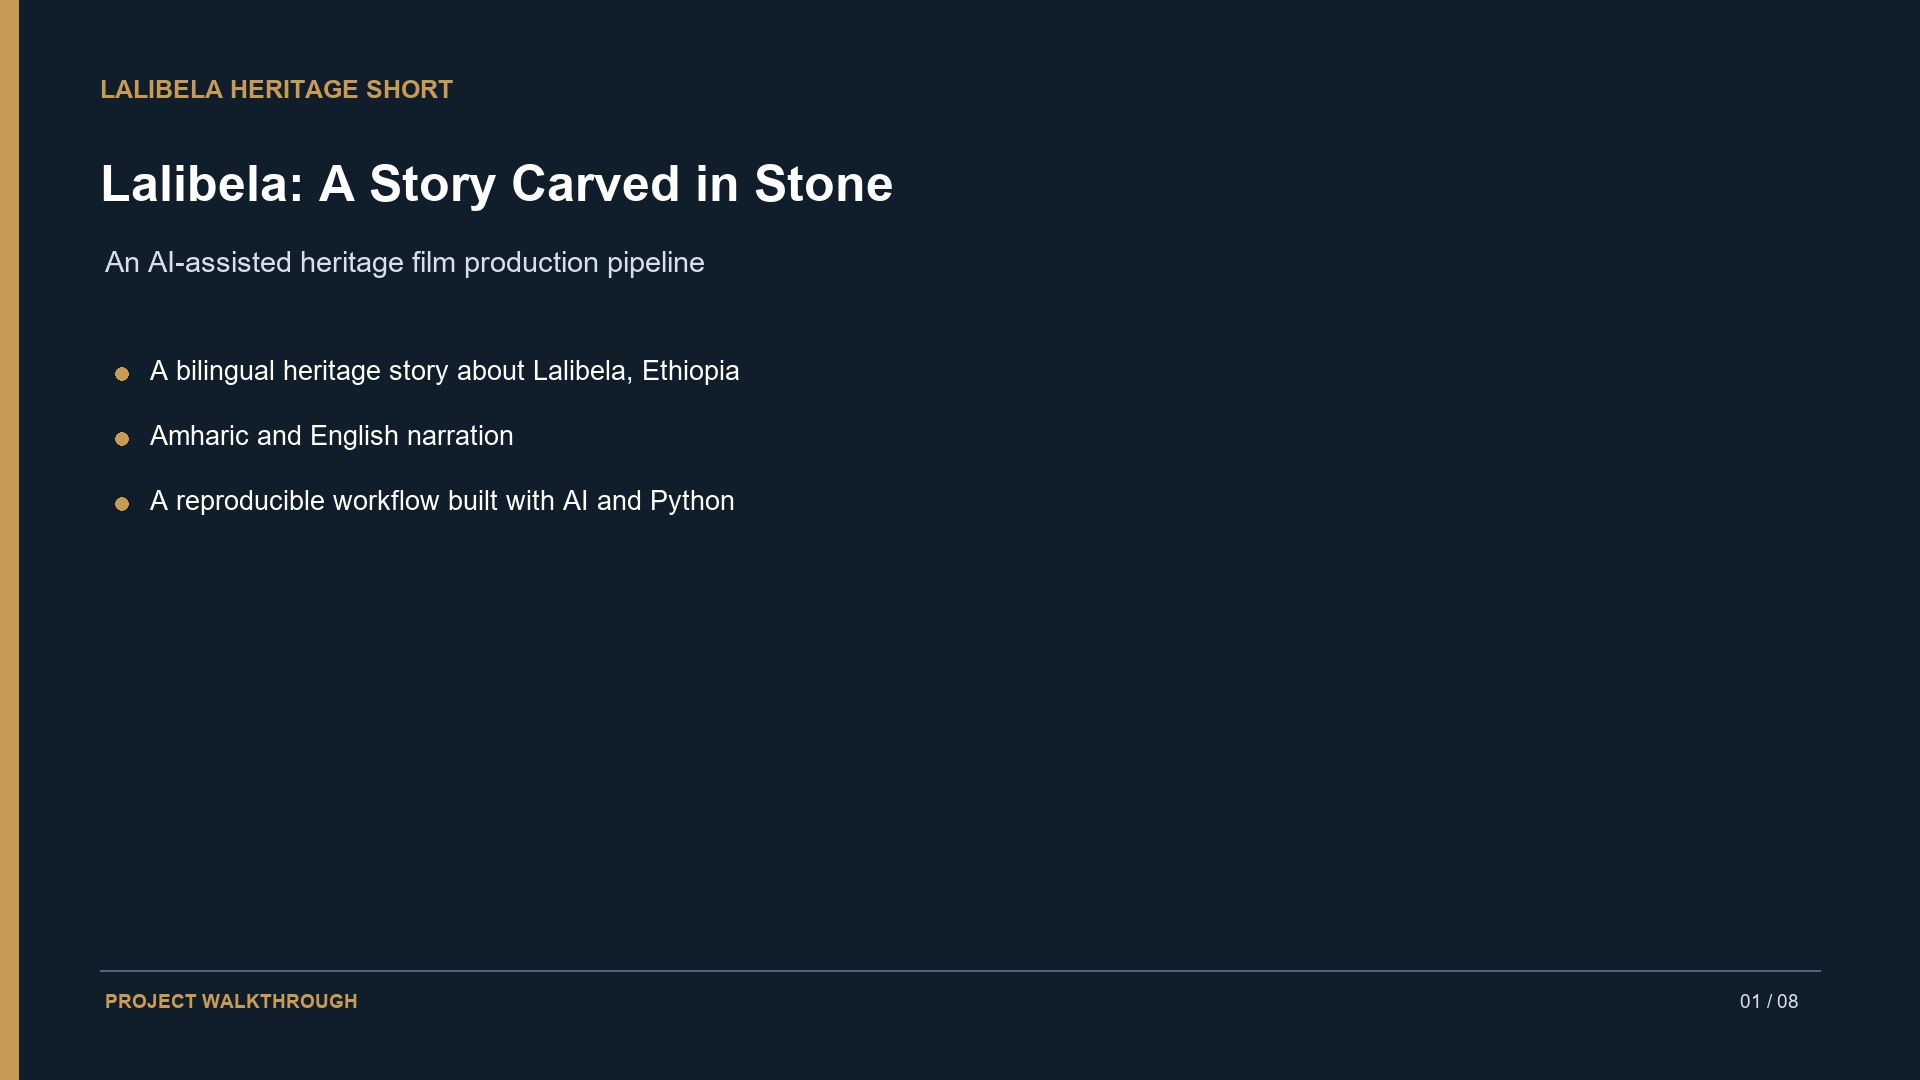 LALIBELA HERITAGE SHORT
Lalibela: A Story Carved in Stone
An AI-assisted heritage film production pipeline
A bilingual heritage story about Lalibela, Ethiopia
Amharic and English narration
A reproducible workflow built with AI and Python
PROJECT WALKTHROUGH
01 / 08